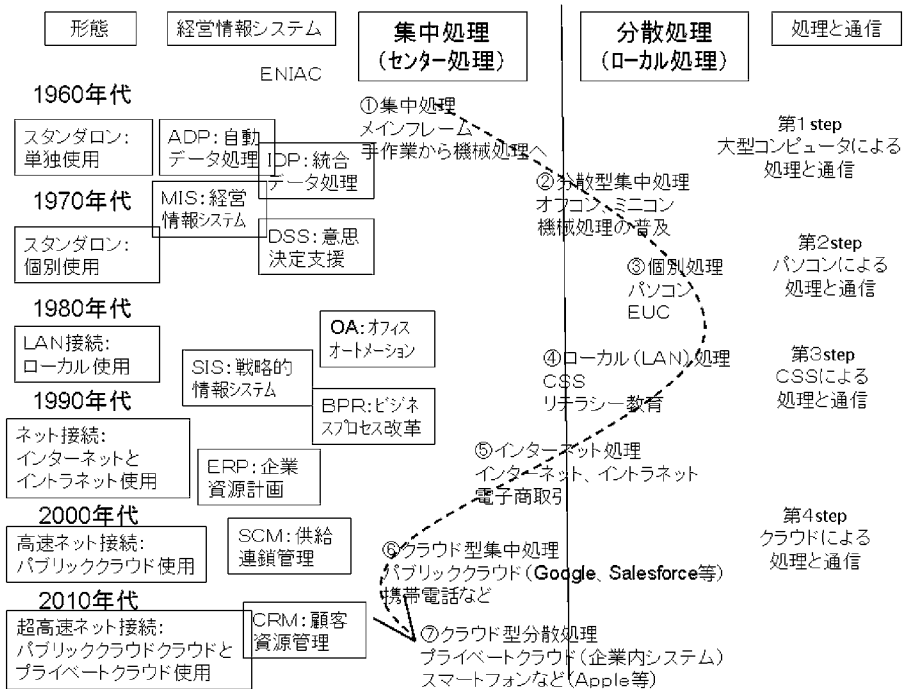 形態
経営情報システム
集中処理
(センター処理)
分散処理
(ローカル処理)
処理と通信
ENIAC
1960年代
スタンダロン:
単独使用
ADP:自動
データ処理
IDP:統合
データ処理
①集中処理
メインフレーム
手作業から機械処理へ
第1step
大型コンピュータによる
処理と通信
②分散型集中処理
オフコン、ミニコン
機械処理の普及
1970年代
MIS:経営
情報システム
スタンダロン:
個別使用
DSS:意思
決定支援
③個別処理
パソコン
EUC
第2step
パソコンによる
処理と通信
1980年代
LAN接続:
ローカル使用
OA:オフィス
オートメーション
SIS:戦略的
情報システム
④ローカル(LAN)処理
CSS
リテラシー教育
第3step
CSSによる
処理と通信
1990年代
BPR:ビジネ
スプロセス改革
ネット接続:
インターネットと
イントラネット使用
ERP:企業
資源計画
⑤インターネット処理
インターネット、イントラネット
電子商取引
2000年代
高速ネット接続:
パブリッククラウド使用
SCM:供給
連鎖管理
⑥クラウド型集中処理
パブリッククラウド(Google、Salesforce等)
携帯電話など
第4step
クラウドによる
処理と通信
2010年代
超高速ネット接続:
パブリッククラウドクラウドと
プライベートクラウド使用
CRM:顧客
資源管理
⑦クラウド型分散処理
プライベートクラウド(企業内システム)
スマートフォンなど(Apple等)